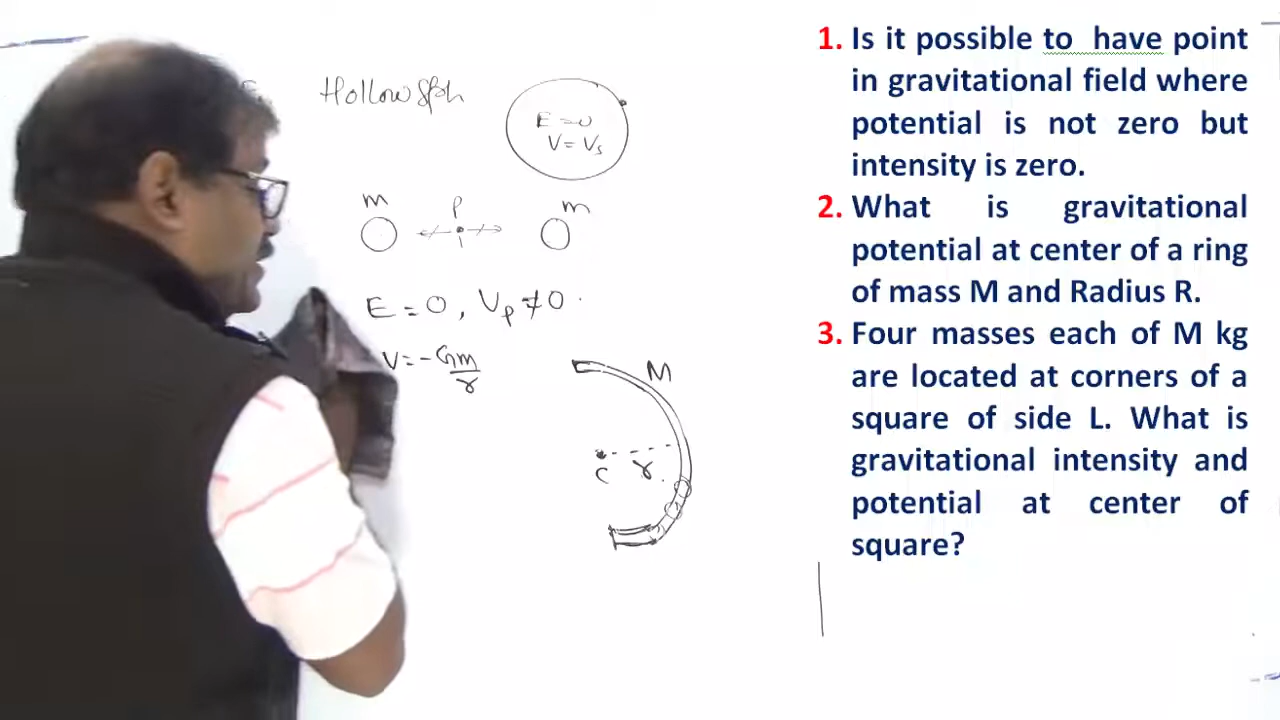 Hollow Sph
E = 0
V = Vs
m
P
m
E = 0, Vp ≠ 0.
V = -Gm/r
M
C
r
1. Is it possible to have point
in gravitational field where
potential is not zero but
intensity is zero.
2. What is gravitational
potential at center of a ring
of mass M and Radius R.
3. Four masses each of M kg
are located at corners of a
square of side L. What is
gravitational intensity and
potential at center of
square?